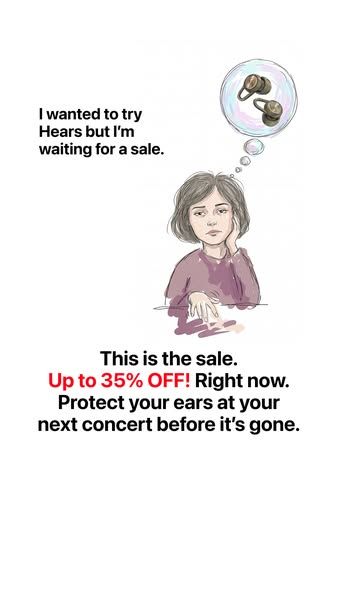 I wanted to try
Hears but I'm
waiting for a sale.
This is the sale.
Up to 35% OFF! Right now.
Protect your ears at your
next concert before it's gone.